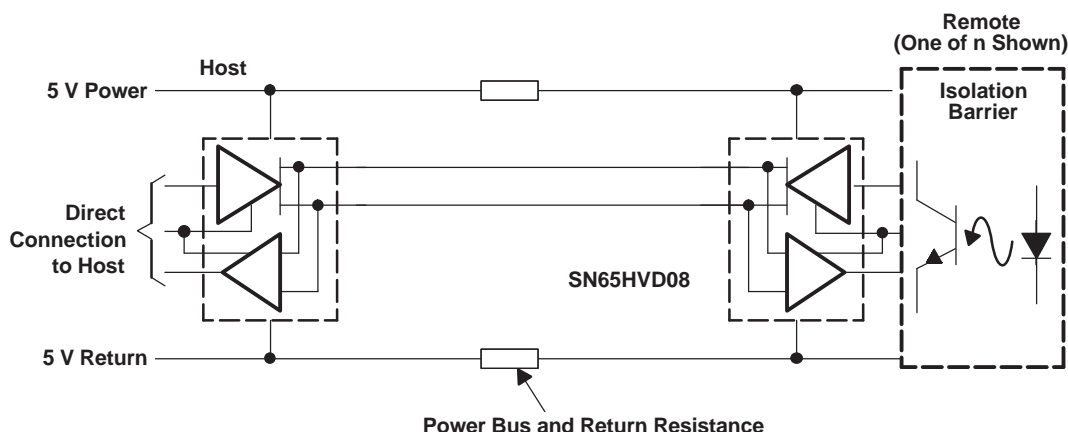 Remote
(One of n Shown)
Host
5 V Power
Isolation
Barrier
Direct
Connection
to Host
SN65HVD08
5 V Return
Power Bus and Return Resistance